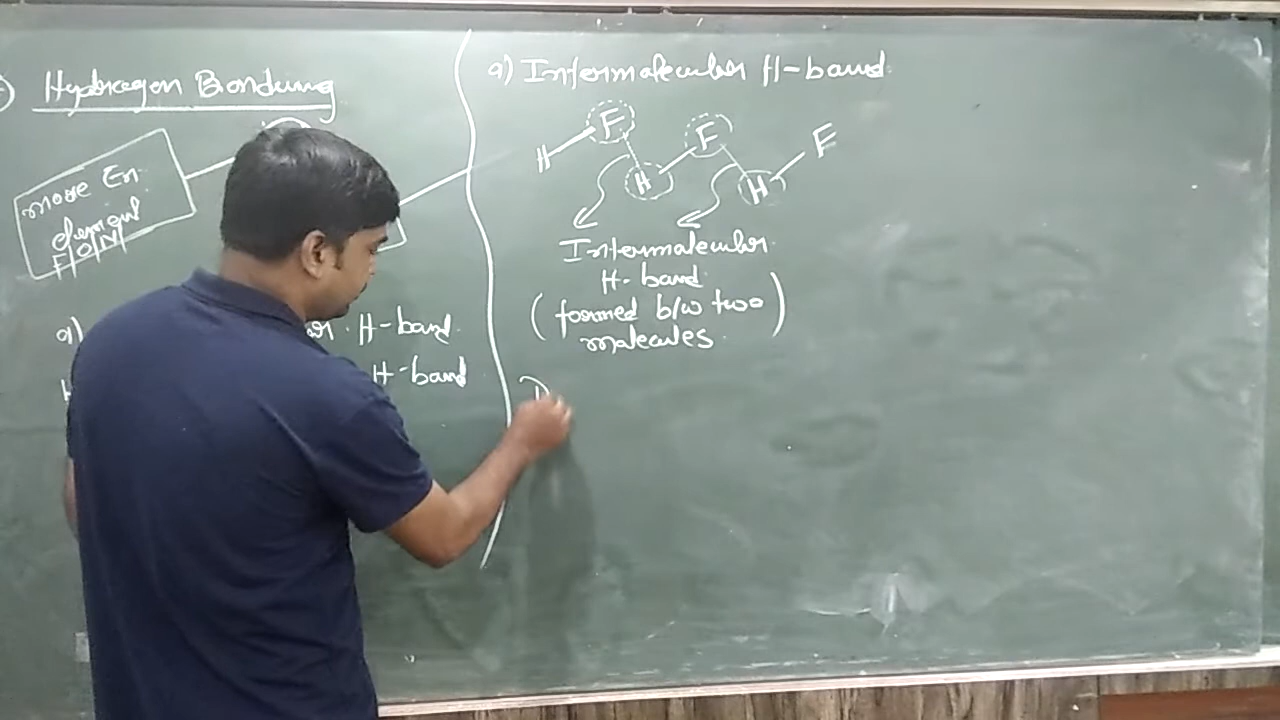 Hydrogen Bonding
more En.
element
F/O/N
a)
H-bond
H-bond
a) Intermolecular H-bond
H F H F H F
Intermolecular
H-bond
(formed b/w two
molecules)